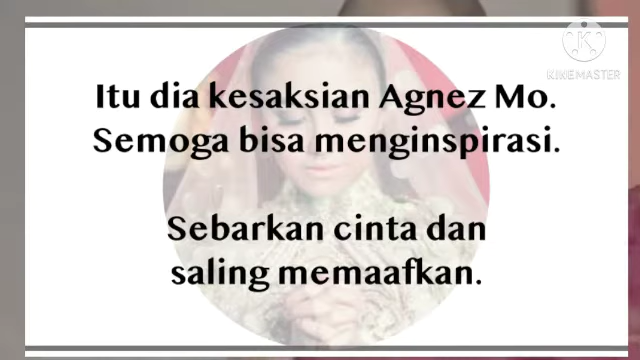 K
KINEMASTER
Itu dia kesaksian Agnez Mo.
Semoga bisa menginspirasi.
Sebarkan cinta dan
saling memaafkan.